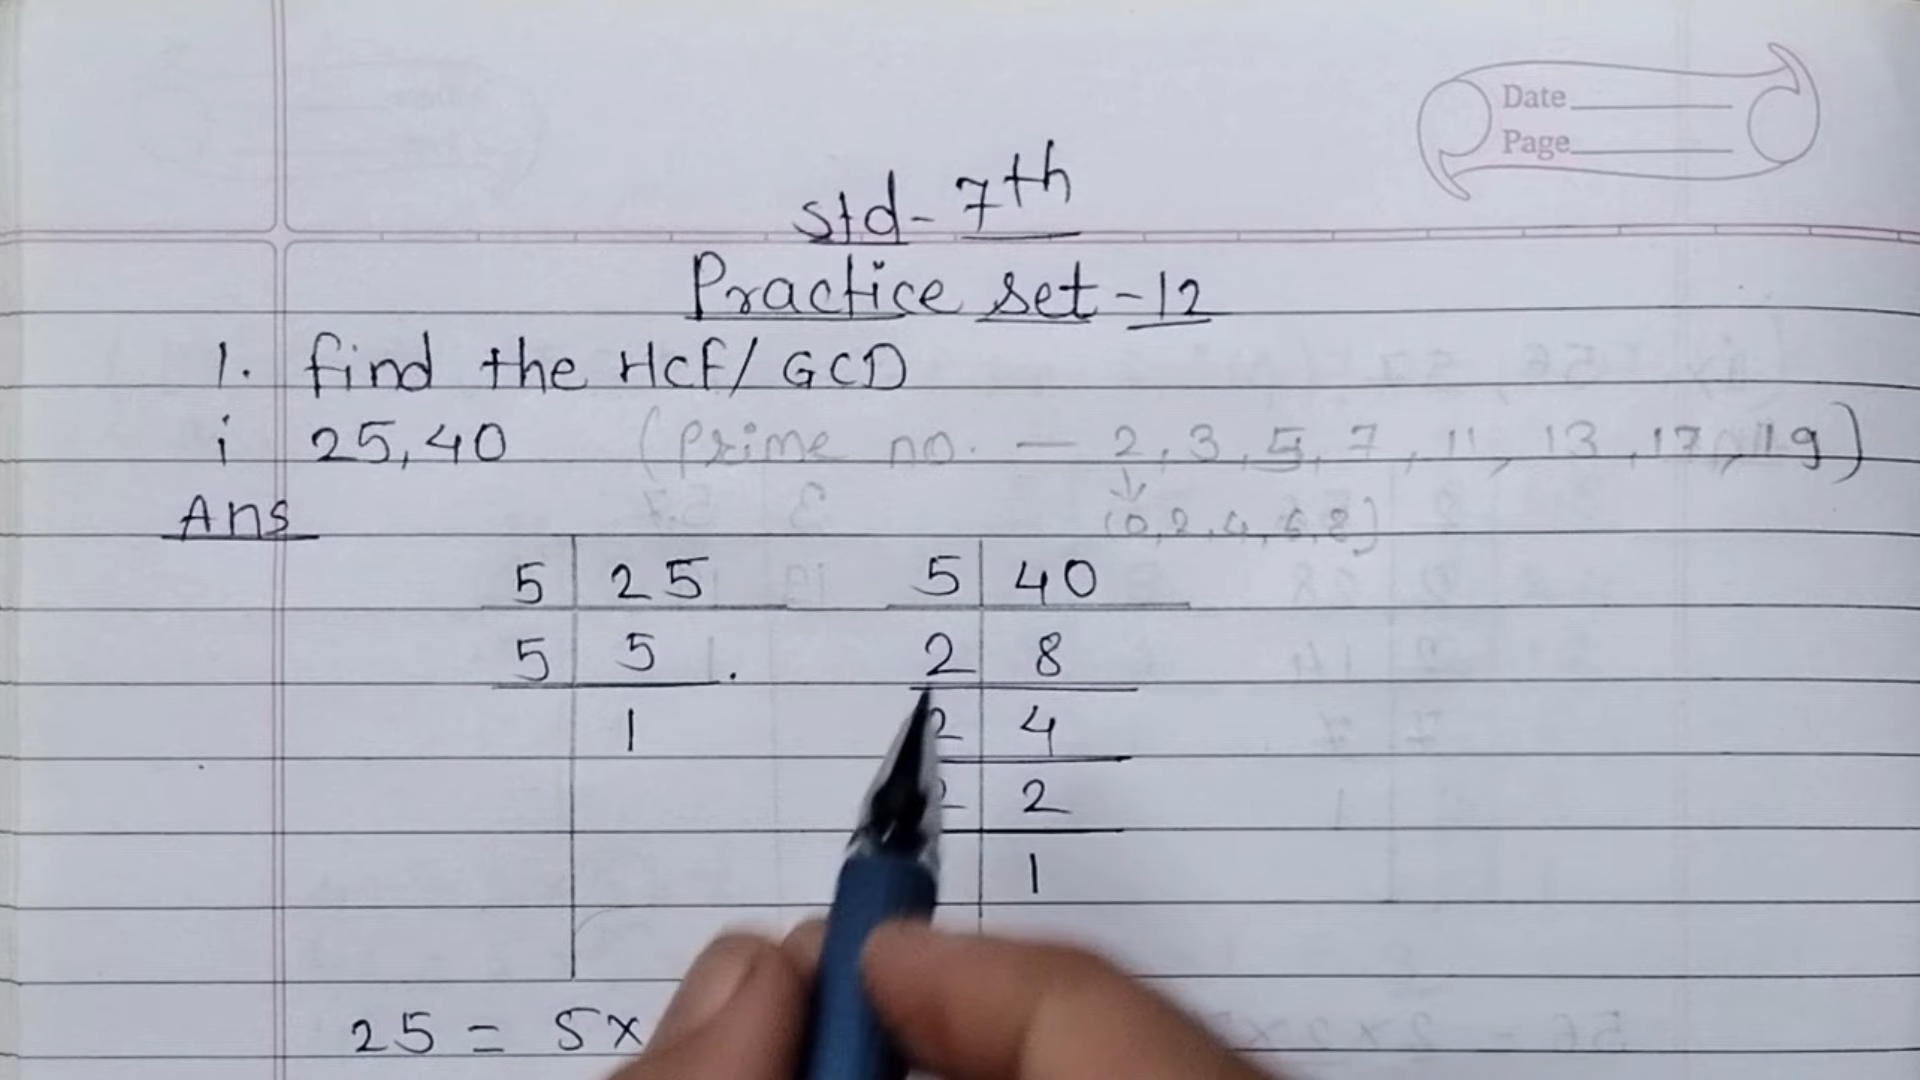 Date
Page
Std- 7th
Practice set-12
1. find the HCF/GCD
i 25,40 (prime no. — 2,3,5,7,11,13,17,19)
(0,2,4,6,8)
Ans
5 25 5 40
5 5. 2 8
1 2 4
2 2
1
25 = 5x